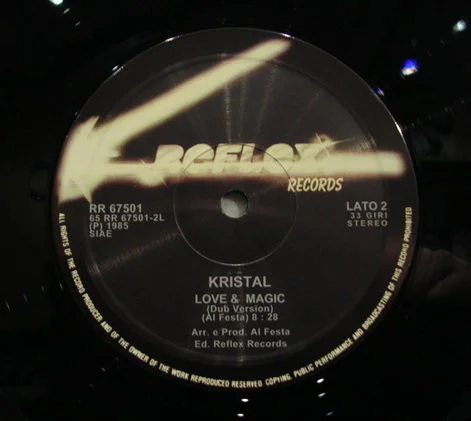 REFLEX
RECORDS
RR 67501
65 RR 67501-2L
(P) 1985
SIAE
LATO 2
33 GIRI
STEREO
KRISTAL
LOVE & MAGIC
(Dub Version)
(Al Festa) 8 : 28
Arr. e Prod. Al Festa
Ed. Reflex Records
ALL RIGHTS OF THE RECORD PRODUCER AND OF THE OWNER OF THE WORK REPRODUCED RESERVED. COPYING, PUBLIC PERFORMANCE AND BROADCASTING OF THIS RECORD PROHIBITED